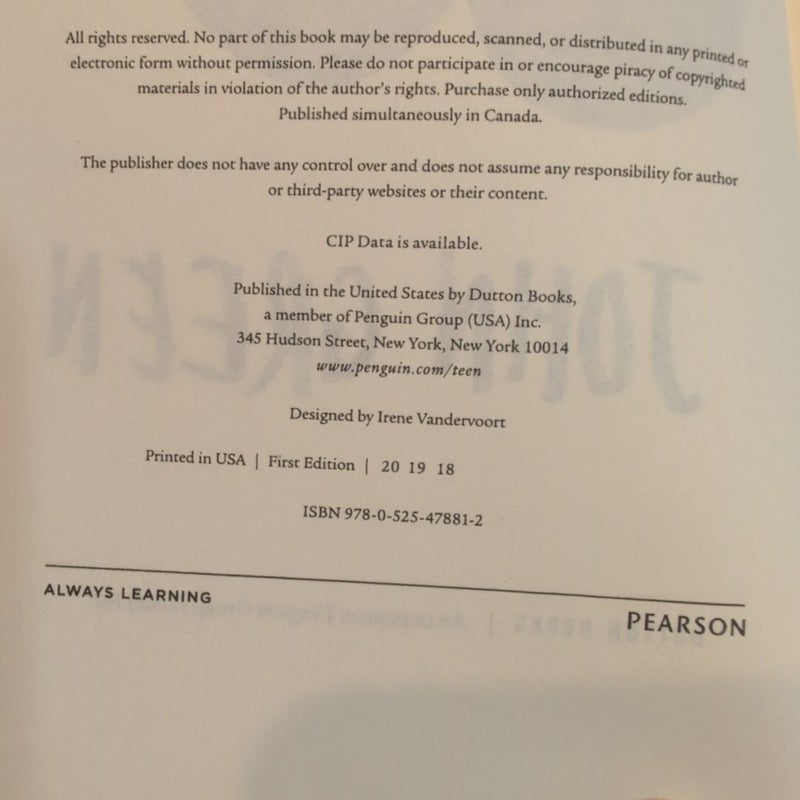 All rights reserved. No part of this book may be reproduced, scanned, or distributed in any printed or
electronic form without permission. Please do not participate in or encourage piracy of copyrighted
materials in violation of the author's rights. Purchase only authorized editions.
Published simultaneously in Canada.
The publisher does not have any control over and does not assume any responsibility for author
or third-party websites or their content.
CIP Data is available.
Published in the United States by Dutton Books,
a member of Penguin Group (USA) Inc.
345 Hudson Street, New York, New York 10014
www.penguin.com/teen
Designed by Irene Vandervoort
Printed in USA | First Edition | 20 19 18
ISBN 978-0-525-47881-2
ALWAYS LEARNING
PEARSON